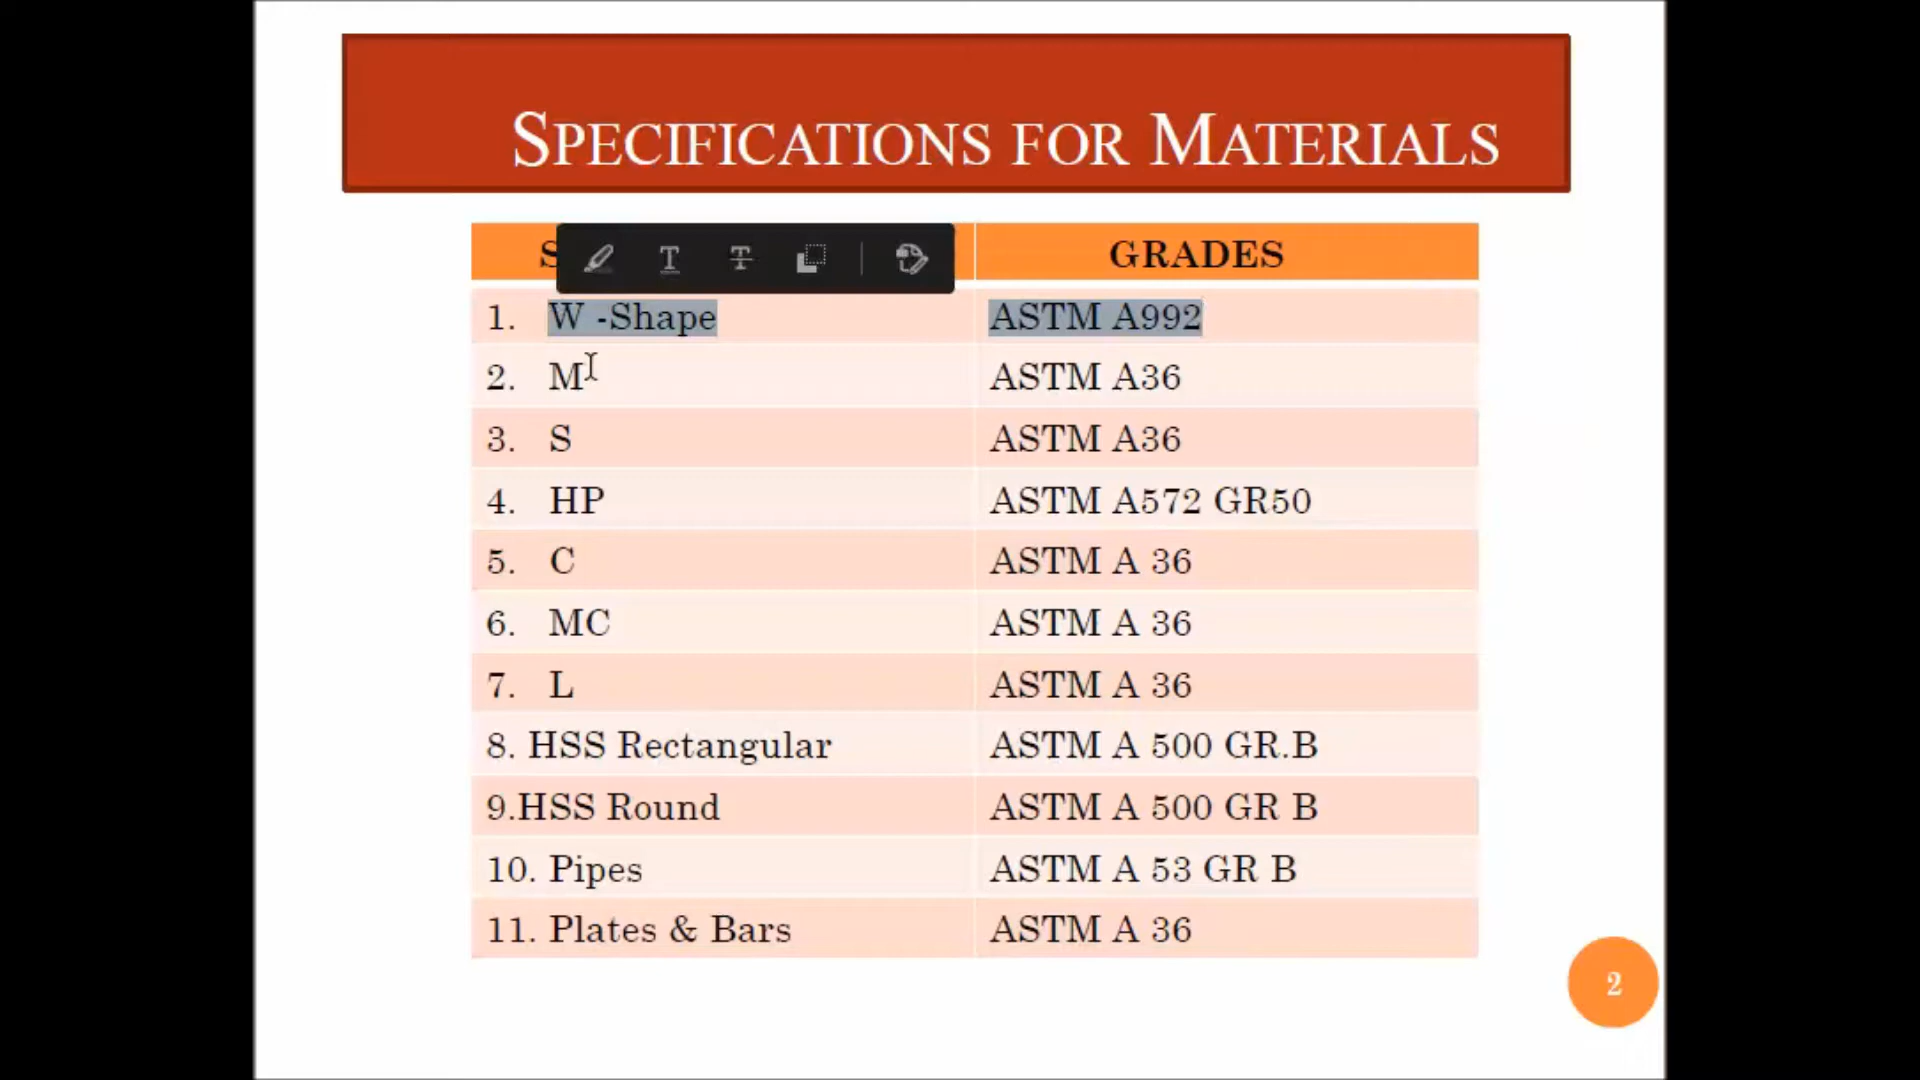 SPECIFICATIONS FOR MATERIALS
GRADES
1. W -Shape ASTM A992
2. M ASTM A36
3. S ASTM A36
4. HP ASTM A572 GR50
5. C ASTM A 36
6. MC ASTM A 36
7. L ASTM A 36
8. HSS Rectangular ASTM A 500 GR.B
9.HSS Round ASTM A 500 GR B
10. Pipes ASTM A 53 GR B
11. Plates & Bars ASTM A 36
2